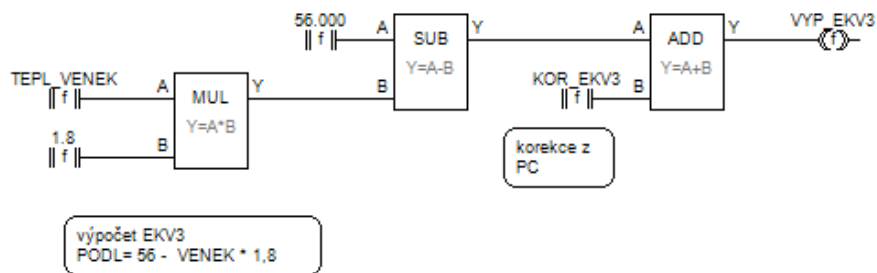 56.000
f
A
SUB
Y=A-B
B
Y
A
ADD
Y=A+B
B
Y
VYP_EKV3
f
TEPL_VENEK
f
A
MUL
Y=A*B
B
Y
1.8
f
KOR_EKV3
f
korekce z
PC
výpočet EKV3
PODL= 56 - VENEK * 1,8